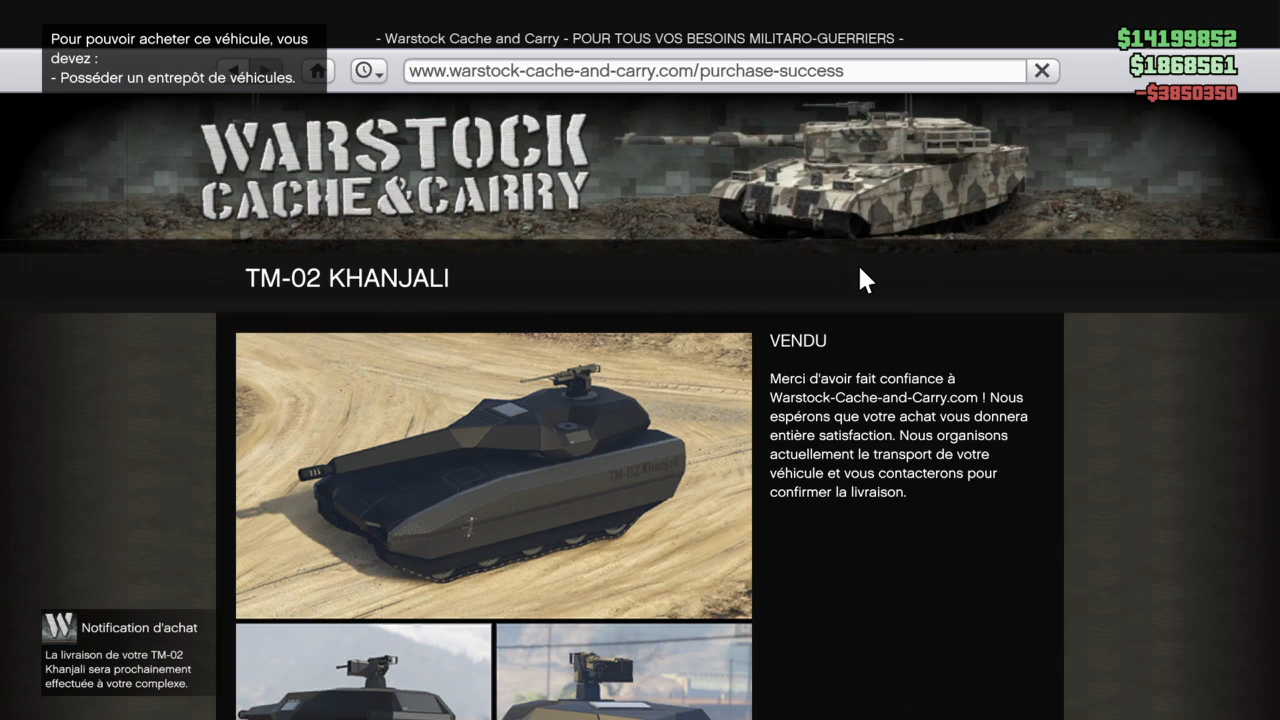 Pour pouvoir acheter ce véhicule, vous
devez :
- Posséder un entrepôt de véhicules.
- Warstock Cache and Carry - POUR TOUS VOS BESOINS MILITARO-GUERRIERS -
www.warstock-cache-and-carry.com/purchase-success
$14199852
$1868561
-$3850350
WARSTOCK
CACHE&CARRY
TM-02 KHANJALI
TM-02 Khanjali
VENDU
Merci d'avoir fait confiance à
Warstock-Cache-and-Carry.com ! Nous
espérons que votre achat vous donnera
entière satisfaction. Nous organisons
actuellement le transport de votre
véhicule et vous contacterons pour
confirmer la livraison.
W
Notification d'achat
La livraison de votre TM-02
Khanjali sera prochainement
effectuée à votre complexe.